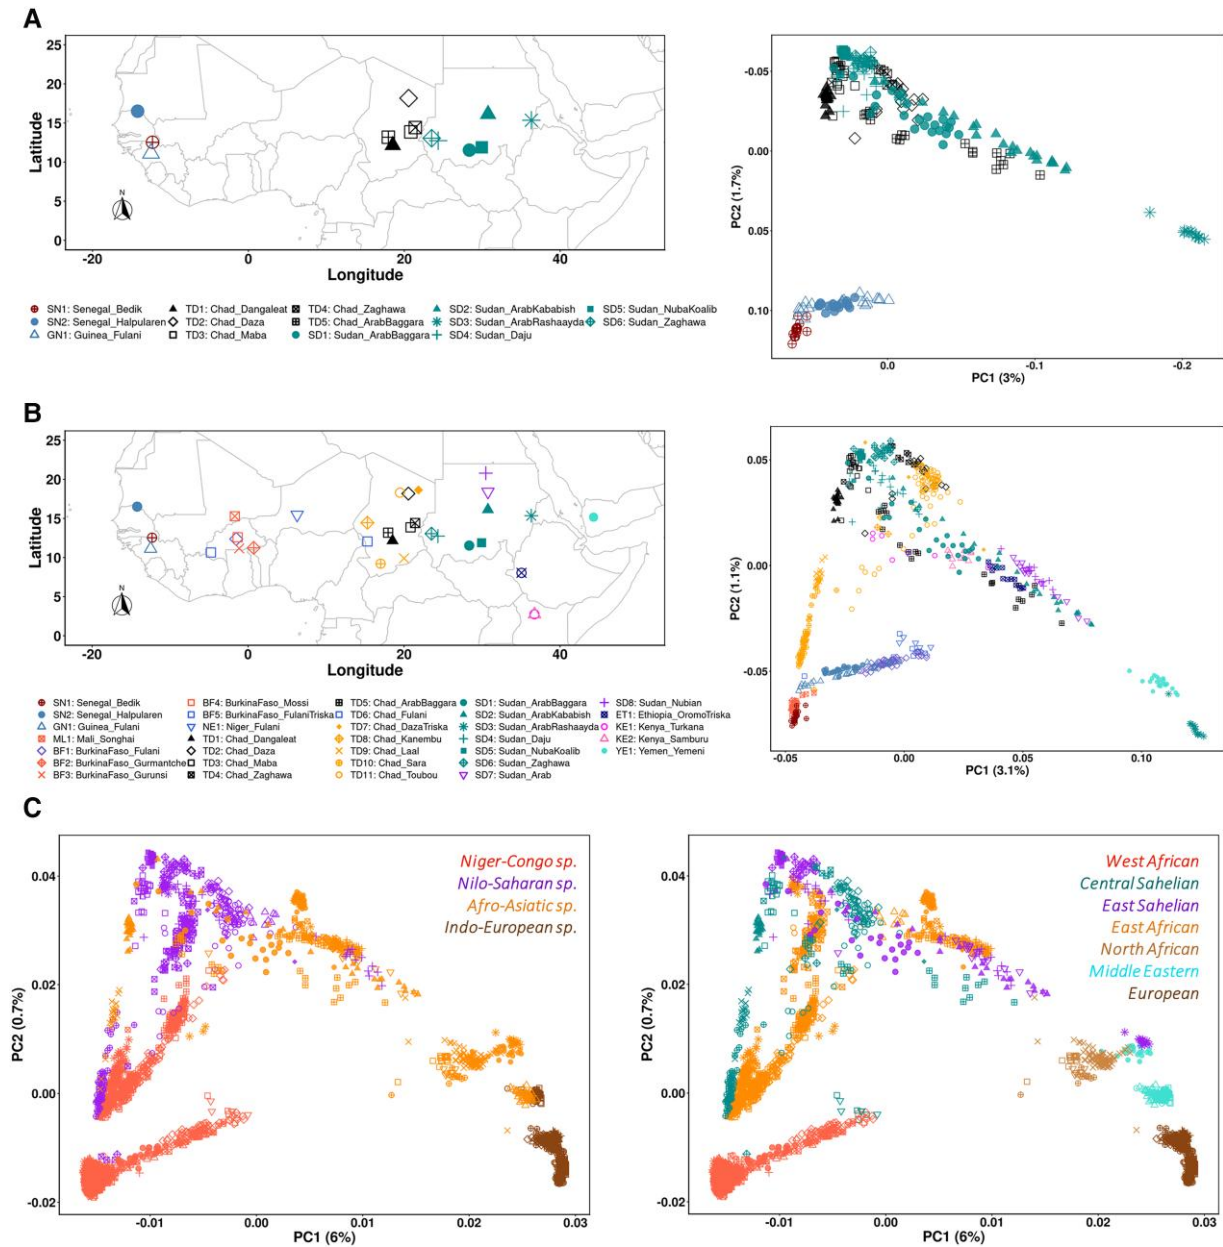 A
Latitude
25
20
15
10
5
0
N
-20
0
20
40
Longitude
SN1: Senegal_Bedik
TD1: Chad_Dangaleat
TD4: Chad_Zaghawa
SD2: Sudan_ArabKababish
SD5: Sudan_NubaKoalib
SN2: Senegal_Halpularen
TD2: Chad_Daza
TD5: Chad_ArabBaggara
SD3: Sudan_ArabRashaayda
SD6: Sudan_Zaghawa
GN1: Guinea_Fulani
TD3: Chad_Maba
SD1: Sudan_ArabBaggara
SD4: Sudan_Daju
PC2 (1.7%)
-0.05
0.00
0.05
0.10
0.0
-0.1
-0.2
PC1 (3%)
B
Latitude
25
20
15
10
5
0
N
-20
0
20
40
Longitude
SN1: Senegal_Bedik
BF4: BurkinaFaso_Mossi
TD5: Chad_ArabBaggara
SD1: Sudan_ArabBaggara
SD8: Sudan_Nubian
SN2: Senegal_Halpularen
BF5: BurkinaFaso_FulaniTriska
TD6: Chad_Fulani
SD2: Sudan_ArabKababish
ET1: Ethiopia_OromoTriska
GN1: Guinea_Fulani
NE1: Niger_Fulani
TD7: Chad_DazaTriska
SD3: Sudan_ArabRashaayda
KE1: Kenya_Turkana
ML1: Mali_Songhai
TD1: Chad_Dangaleat
TD8: Chad_Kanembu
SD4: Sudan_Daju
KE2: Kenya_Samburu
BF1: BurkinaFaso_Fulani
TD2: Chad_Daza
TD9: Chad_Laal
SD5: Sudan_NubaKoalib
YE1: Yemen_Yemeni
BF2: BurkinaFaso_Gurmantche
TD3: Chad_Maba
TD10: Chad_Sara
SD6: Sudan_Zaghawa
BF3: BurkinaFaso_Gurunsi
TD4: Chad_Zaghawa
TD11: Chad_Toubou
SD7: Sudan_Arab
PC2 (1.1%)
0.05
0.00
-0.05
-0.05
0.00
0.05
0.10
PC1 (3.1%)
C
PC2 (0.7%)
0.04
0.02
0.00
-0.02
-0.01
0.00
0.01
0.02
0.03
PC1 (6%)
Niger-Congo sp.
Nilo-Saharan sp.
Afro-Asiatic sp.
Indo-European sp.
PC2 (0.7%)
0.04
0.02
0.00
-0.02
-0.01
0.00
0.01
0.02
0.03
PC1 (6%)
West African
Central Sahelian
East Sahelian
East African
North African
Middle Eastern
European